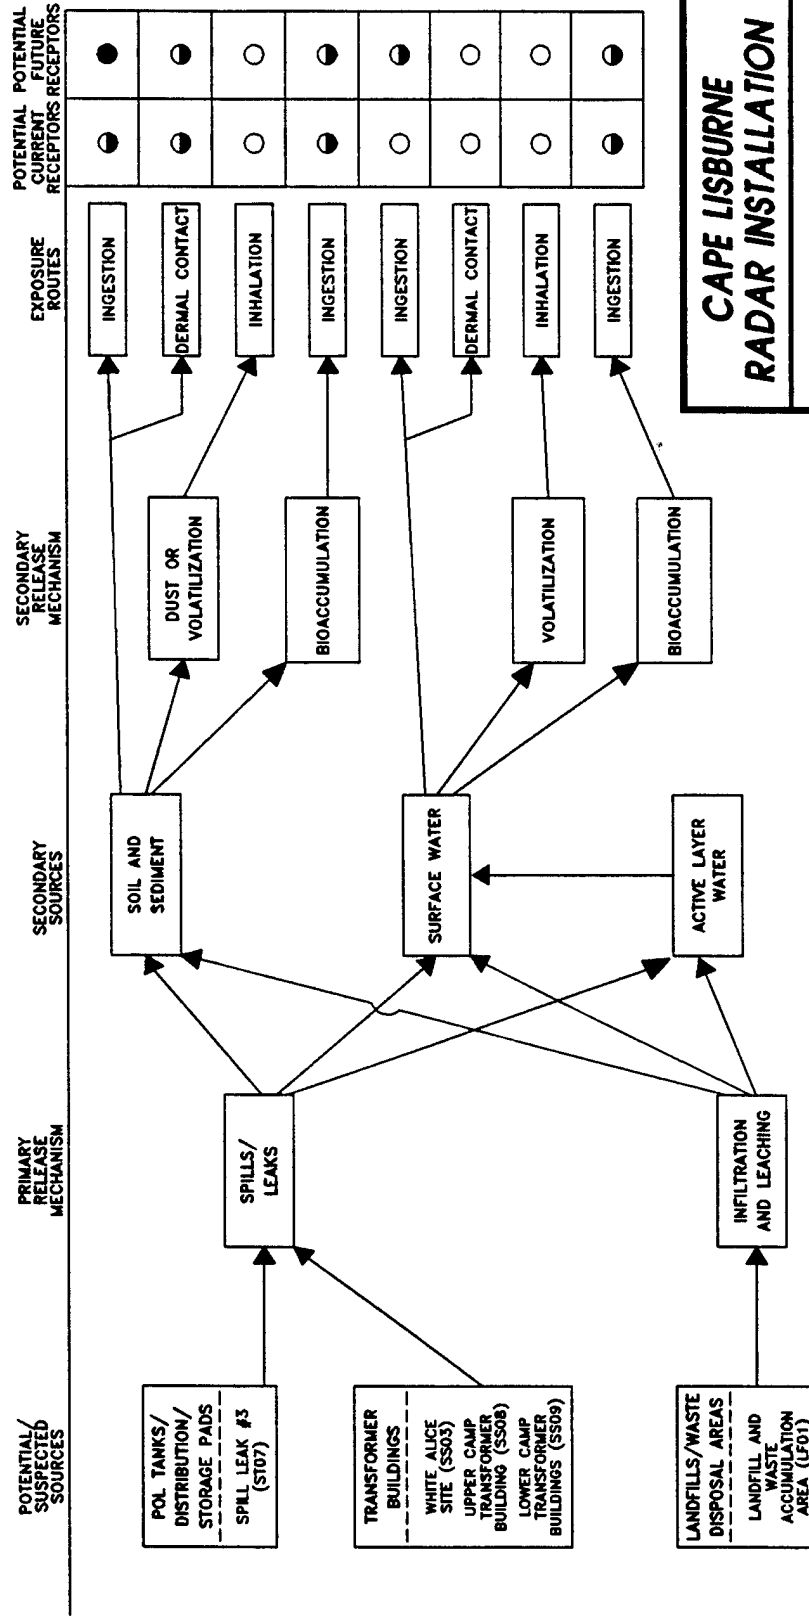 POTENTIAL/
SUSPECTED
SOURCES
PRIMARY
RELEASE
MECHANISM
SECONDARY
SOURCES
SECONDARY
RELEASE
MECHANISM
EXPOSURE
ROUTES
POTENTIAL
CURRENT
RECEPTORS
POTENTIAL
FUTURE
RECEPTORS
POL TANKS/
DISTRIBUTION/
STORAGE PADS
SPILL LEAK #3
(ST07)
TRANSFORMER
BUILDINGS
WHITE ALICE
SITE (SS03)
UPPER CAMP
TRANSFORMER
BUILDING (SS08)
LOWER CAMP
TRANSFORMER
BUILDINGS (SS09)
LANDFILLS/WASTE
DISPOSAL AREAS
LANDFILL AND
WASTE
ACCUMULATION
AREA (LF01)
SPILLS/
LEAKS
INFILTRATION
AND LEACHING
SOIL AND
SEDIMENT
SURFACE WATER
ACTIVE LAYER
WATER
DUST OR
VOLATILIZATION
BIOACCUMULATION
VOLATILIZATION
BIOACCUMULATION
INGESTION
DERMAL CONTACT
INHALATION
INGESTION
INGESTION
DERMAL CONTACT
INHALATION
INGESTION
CAPE LISBURNE
RADAR INSTALLATION